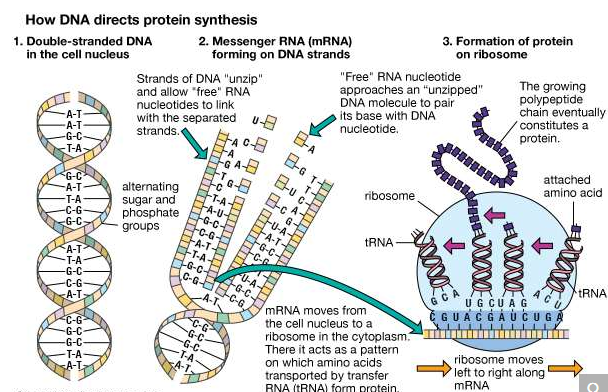 How DNA directs protein synthesis
1. Double-stranded DNA
in the cell nucleus
2. Messenger RNA (mRNA)
forming on DNA strands
3. Formation of protein
on ribosome
A-T
A-T
G-C
T-A
G-C
A-T
T-A
C-G
G-C
A-T
T-A
G-C
C-G
A-T
C-G
G-C
G-C
T-A
T-A
alternating
sugar and
phosphate
groups
Strands of DNA "unzip"
and allow "free" RNA
nucleotides to link
with the separated
strands.
"Free" RNA nucleotide
approaches an "unzipped"
DNA molecule to pair
its base with DNA
nucleotide.
U
A
C
A
G
T
A-T
C-G
G-C
G-C
T-A
T-A
mRNA moves from
the cell nucleus to a
ribosome in the cytoplasm.
There it acts as a pattern
on which amino acids
transported by transfer
RNA (tRNA) form protein.
The growing
polypeptide
chain eventually
constitutes a
protein.
ribosome
attached
amino acid
tRNA
tRNA
GCA UGCUAG ACU
CGUACGAUCUGA
ribosome moves
left to right along
mRNA